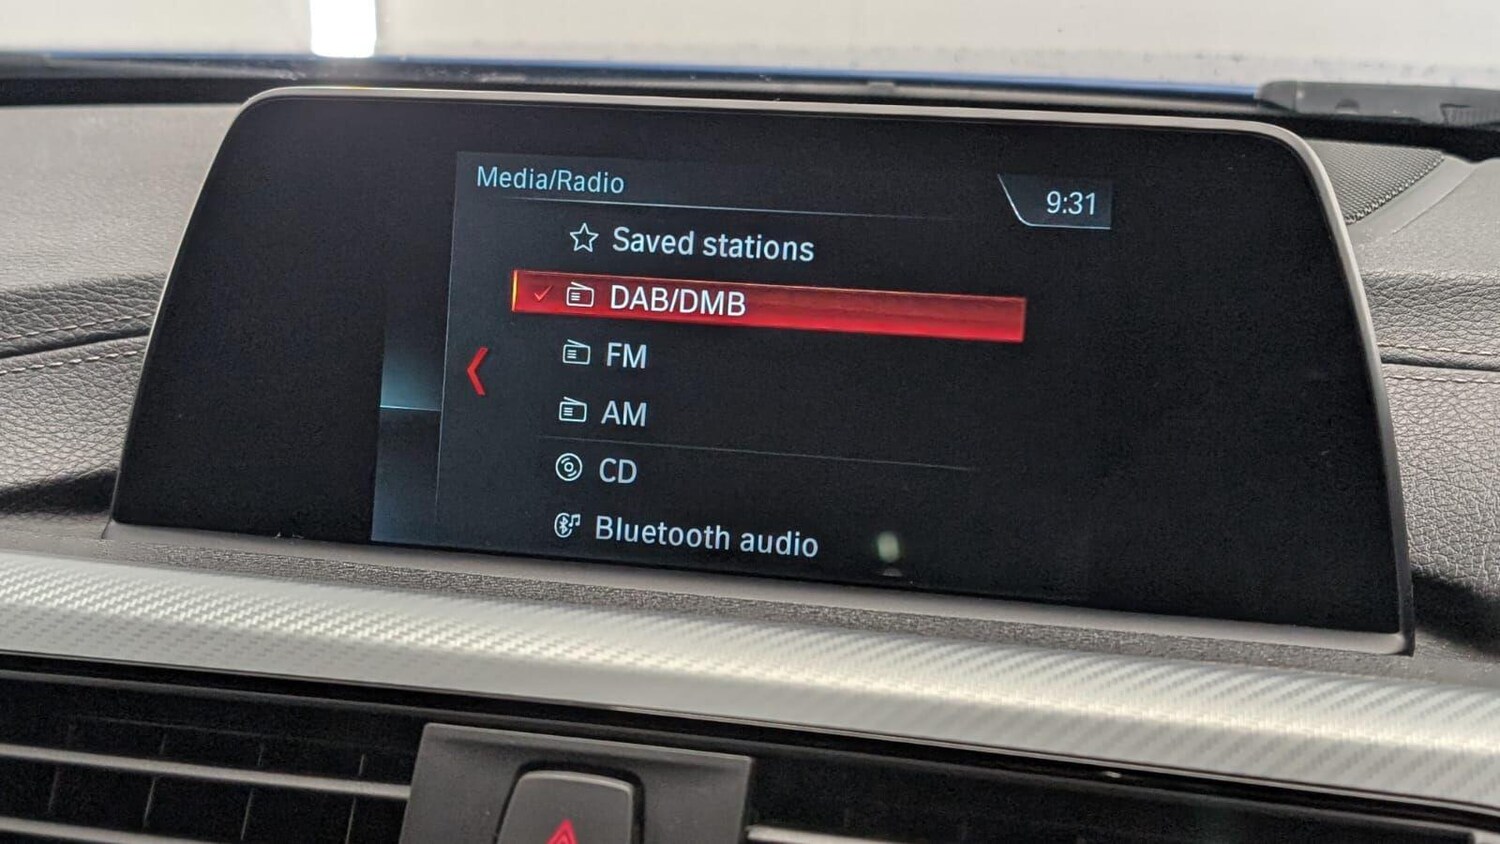 Media/Radio
9:31
Saved stations
DAB/DMB
FM
AM
CD
Bluetooth audio